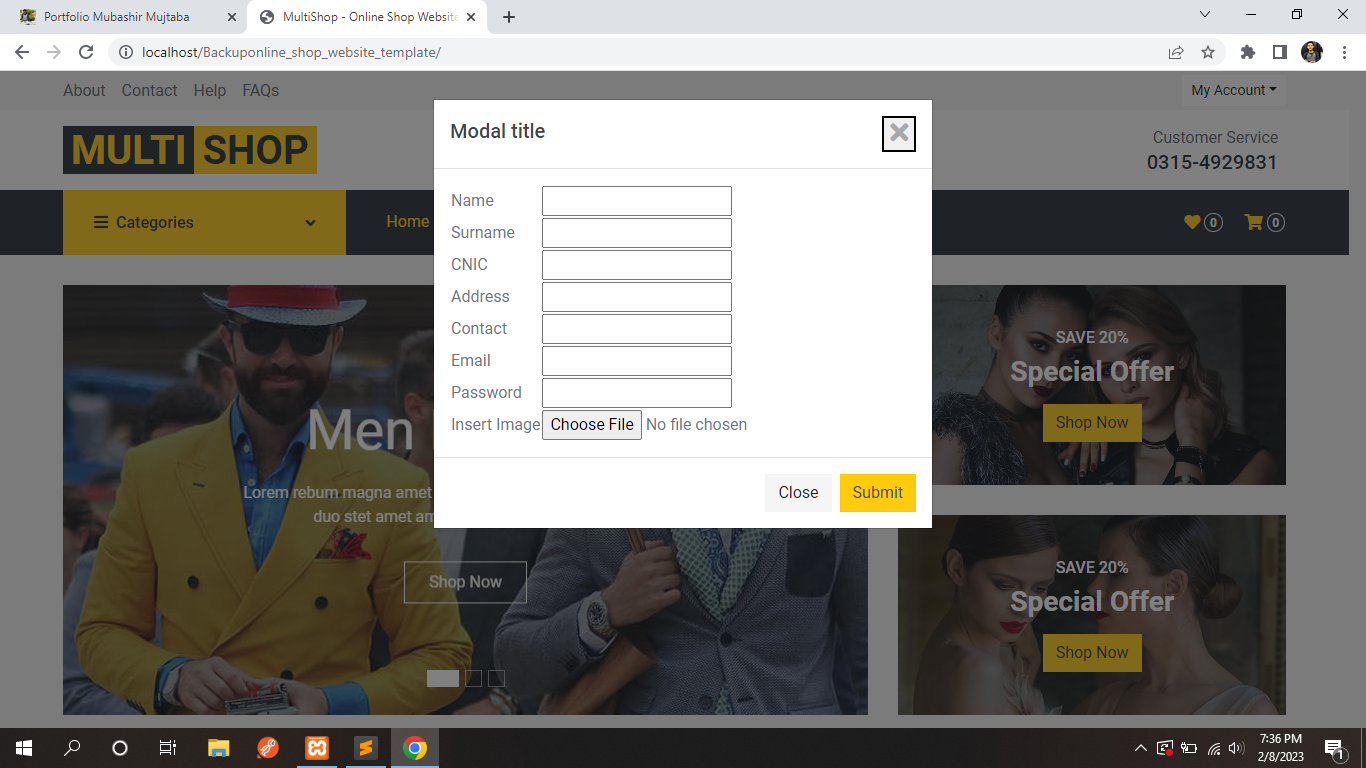 Portfolio Mubashir Mujtaba
MultiShop - Online Shop Website
localhost/Backuponline_shop_website_template/
About Contact Help FAQs
My Account
MULTI SHOP
Customer Service
0315-4929831
Categories
Home
0
0
Modal title
Name
Surname
CNIC
Address
Contact
Email
Password
Insert Image Choose File No file chosen
Close Submit
Men
Lorem rebum magna amet
duo stet amet am
Shop Now
SAVE 20%
Special Offer
Shop Now
SAVE 20%
Special Offer
Shop Now
7:36 PM
2/8/2023
1